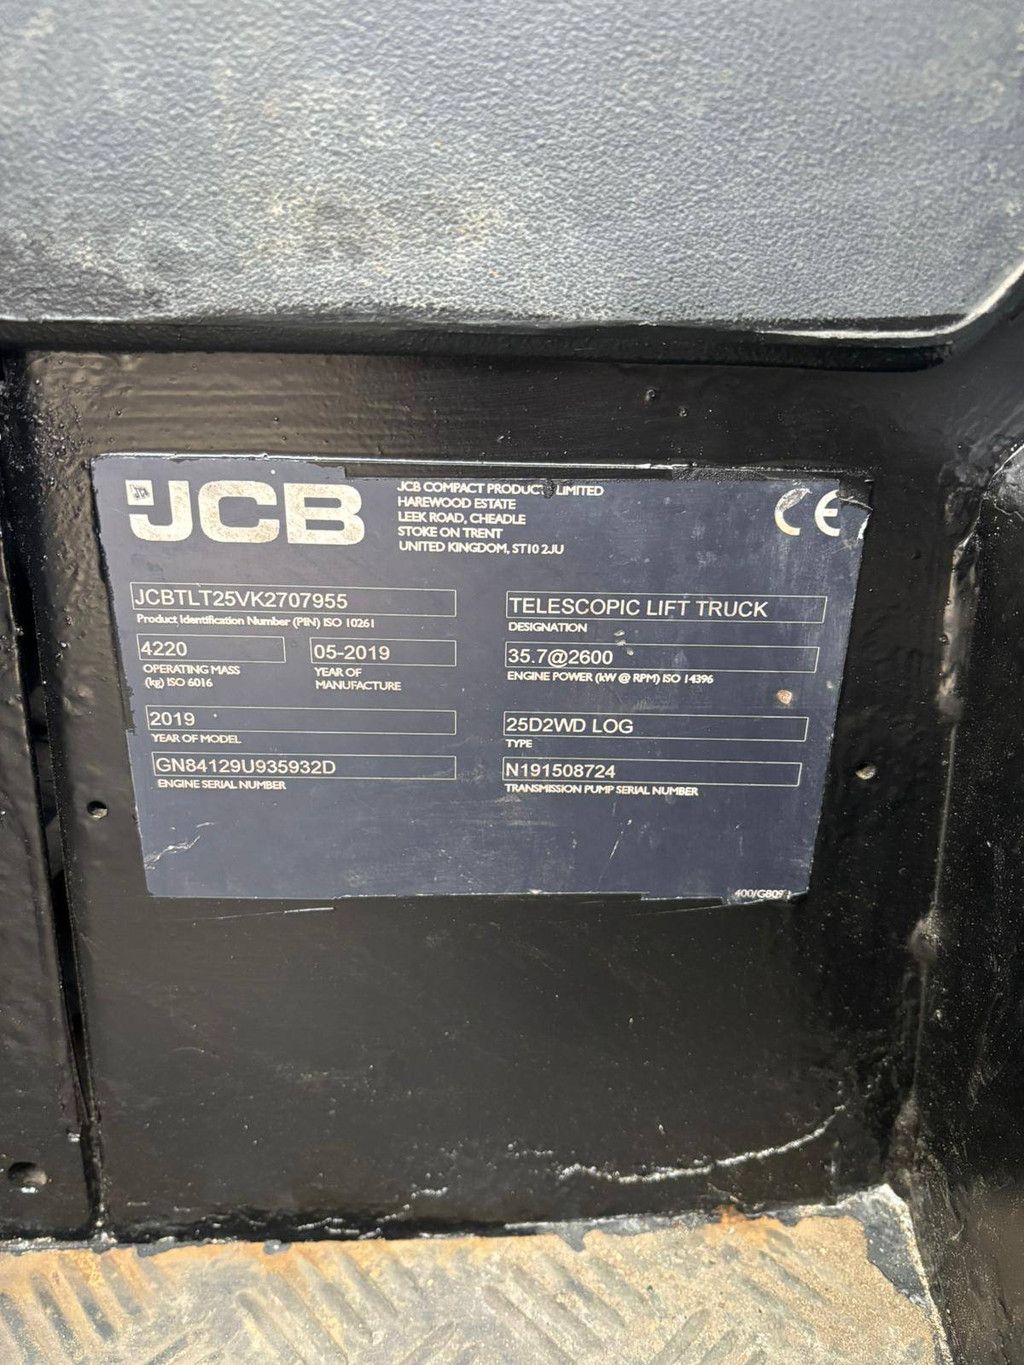 JCB
JCB COMPACT PRODUCTS LIMITED
HAREWOOD ESTATE
LEEK ROAD, CHEADLE
STOKE ON TRENT
UNITED KINGDOM, ST10 2JU
CE
JCBTLT25VK2707955
Product Identification Number (PIN) ISO 10261
4220
OPERATING MASS
(kg) ISO 6016
05-2019
YEAR OF
MANUFACTURE
2019
YEAR OF MODEL
GN84129U935932D
ENGINE SERIAL NUMBER
TELESCOPIC LIFT TRUCK
DESIGNATION
35.7@2600
ENGINE POWER (kW @ RPM) ISO 14396
25D2WD LOG
TYPE
N191508724
TRANSMISSION PUMP SERIAL NUMBER